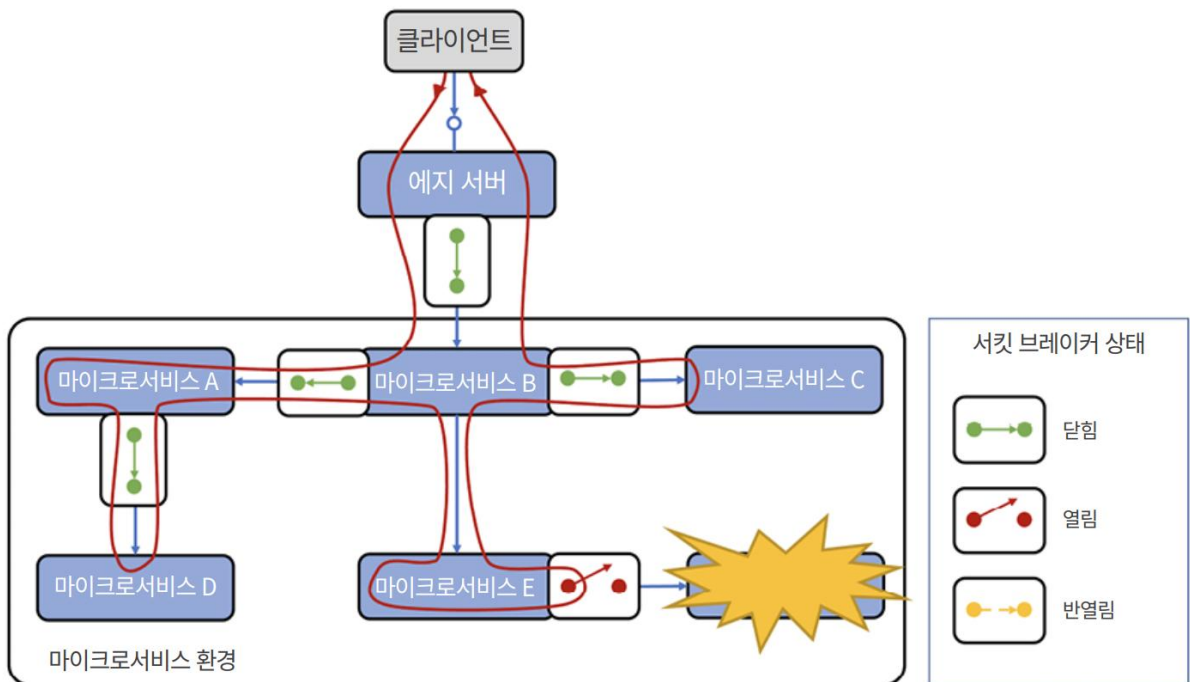 클라이언트
에지 서버
서킷 브레이커 상태
마이크로서비스 A
마이크로서비스 B
마이크로서비스 C
닫힘
열림
마이크로서비스 D
마이크로서비스 E
반열림
마이크로서비스 환경